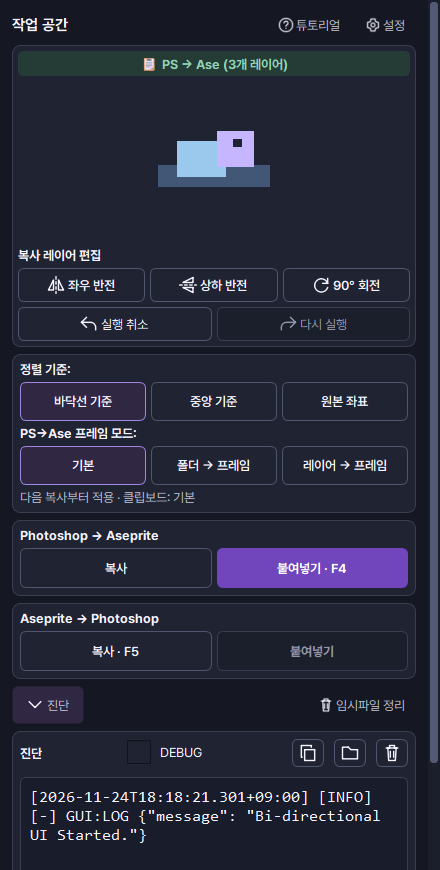 작업 공간 튜토리얼 설정
PS → Ase (3개 레이어)
복사 레이어 편집
좌우 반전 상하 반전 90° 회전
실행 취소 다시 실행
정렬 기준:
바닥선 기준 중앙 기준 원본 좌표
PS→Ase 프레임 모드:
기본 폴더 → 프레임 레이어 → 프레임
다음 복사부터 적용 · 클립보드: 기본
Photoshop → Aseprite
복사 붙여넣기 · F4
Aseprite → Photoshop
복사 · F5 붙여넣기
진단 임시파일 정리
진단 DEBUG
[2026-11-24T18:18:21.301+09:00] [INFO]
[-] GUI:LOG {"message": "Bi-directional
UI Started."}